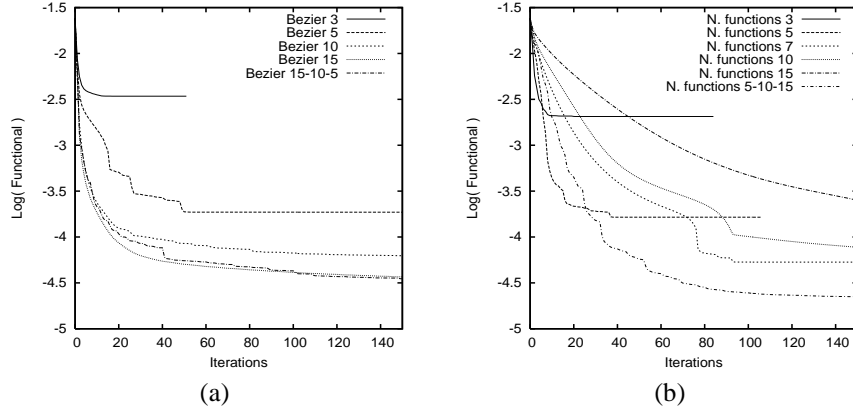 Log( Functional )
-1.5
-2
-2.5
-3
-3.5
-4
-4.5
-5
0 20 40 60 80 100 120 140
Iterations
Bezier 3
Bezier 5
Bezier 10
Bezier 15
Bezier 15-10-5
(a)
Log( Functional )
-1.5
-2
-2.5
-3
-3.5
-4
-4.5
-5
0 20 40 60 80 100 120 140
Iterations
N. functions 3
N. functions 5
N. functions 7
N. functions 10
N. functions 15
N. functions 5-10-15
(b)